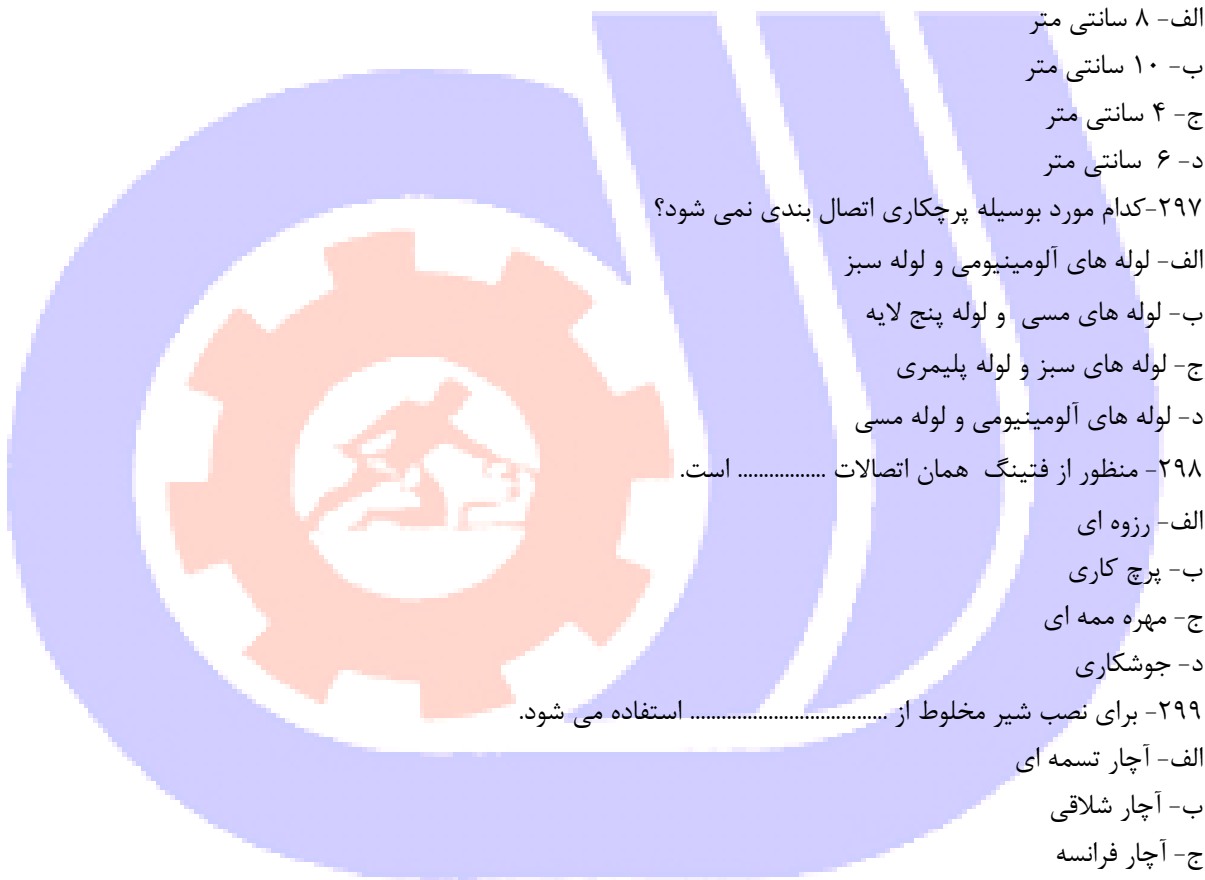 الف- ۸ سانتی متر
ب- ۱۰ سانتی متر
ج- ۴ سانتی متر
د- ۶ سانتی متر
۲۹۷-کدام مورد بوسیله پرچکاری اتصال بندی نمی شود؟
الف- لوله های آلومینیومی و لوله سبز
ب- لوله های مسی و لوله پنج لایه
ج- لوله های سبز و لوله پلیمری
د- لوله های آلومینیومی و لوله مسی
۲۹۸- منظور از فتینگ همان اتصالات ................. است.
الف- رزوه ای
ب- پرچ کاری
ج- مهره ممه ای
د- جوشکاری
۲۹۹- برای نصب شیر مخلوط از ...................................... استفاده می شود.
الف- آچار تسمه ای
ب- آچار شلاقی
ج- آچار فرانسه